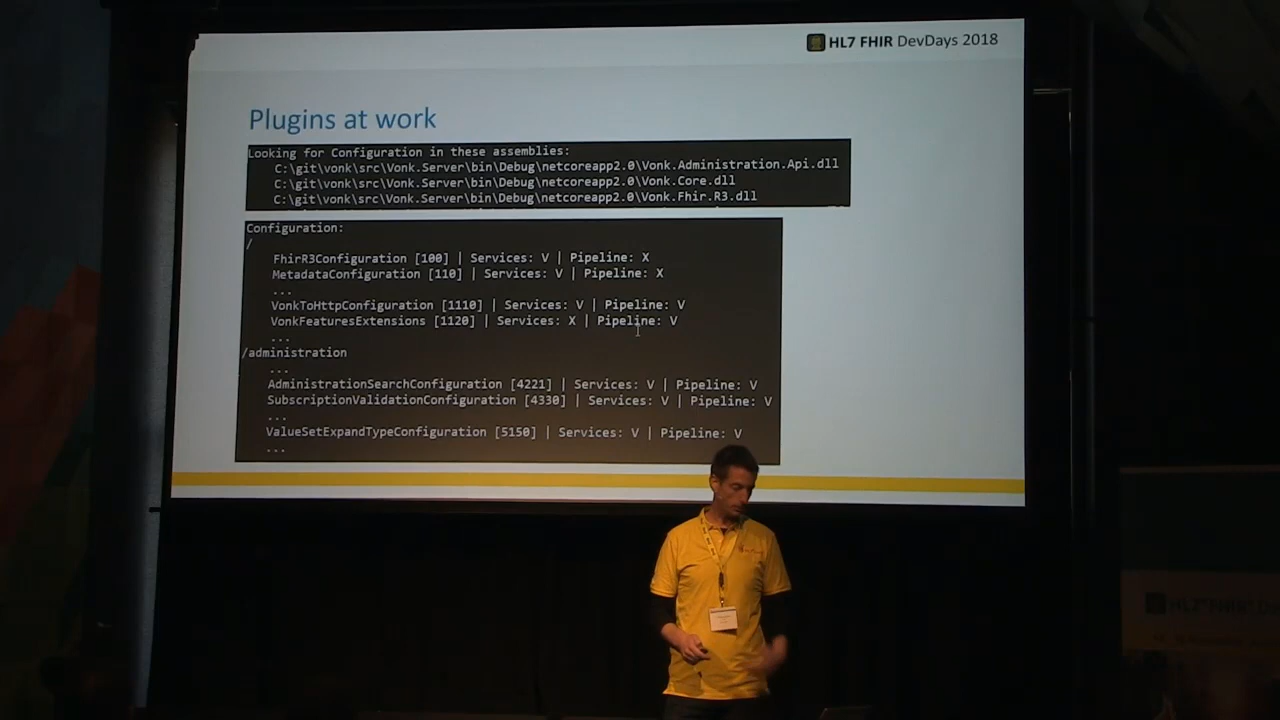 HL7 FHIR DevDays 2018
Plugins at work
Looking for Configuration in these assemblies:
C:\git\vonk\src\Vonk.Server\bin\Debug\netcoreapp2.0\Vonk.Administration.Api.dll
C:\git\vonk\src\Vonk.Server\bin\Debug\netcoreapp2.0\Vonk.Core.dll
C:\git\vonk\src\Vonk.Server\bin\Debug\netcoreapp2.0\Vonk.Fhir.R3.dll
Configuration:
/
FhirR3Configuration [100] | Services: V | Pipeline: X
MetadataConfiguration [110] | Services: V | Pipeline: X
...
VonkToHttpConfiguration [1110] | Services: V | Pipeline: V
VonkFeaturesExtensions [1120] | Services: X | Pipeline: V
...
/administration
...
AdministrationSearchConfiguration [4221] | Services: V | Pipeline: V
SubscriptionValidationConfiguration [4330] | Services: V | Pipeline: V
...
ValueSetExpandTypeConfiguration [5150] | Services: V | Pipeline: V
...
HL7 FHIR